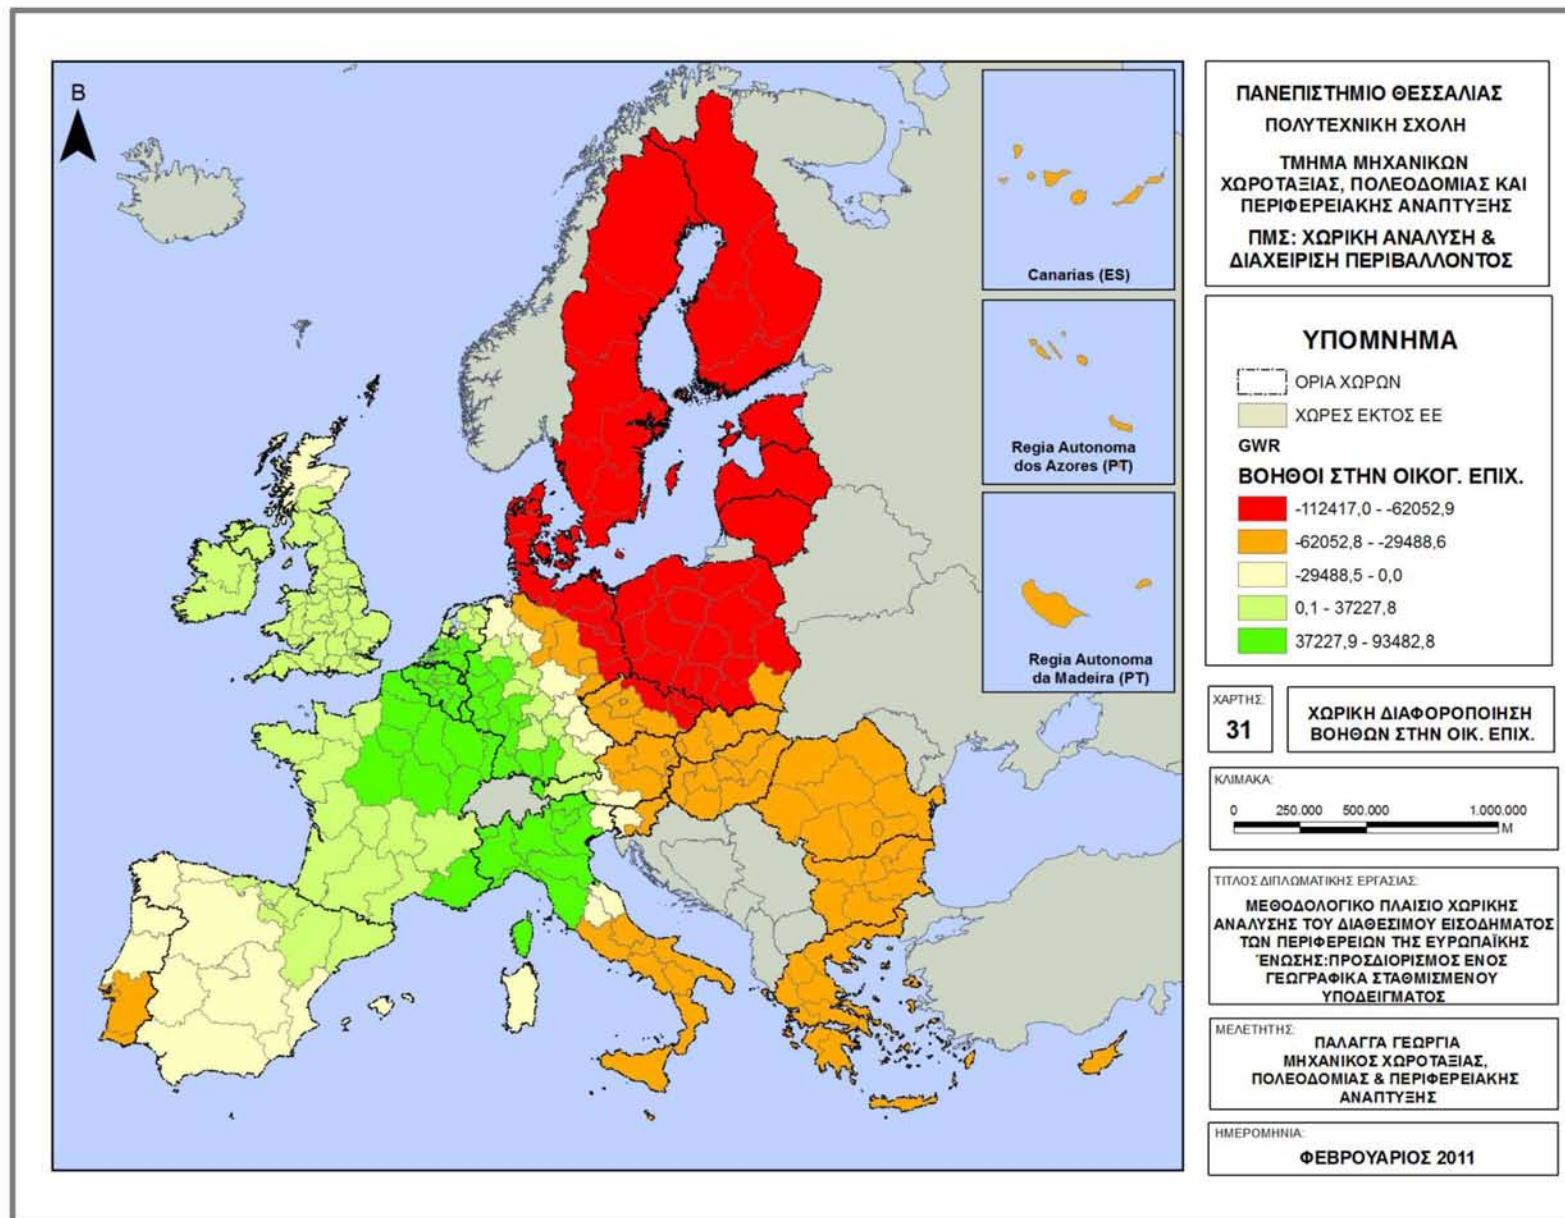 Β
Canarias (ES)
Regia Autonoma
dos Azores (PT)
Regia Autonoma
da Madeira (PT)
ΠΑΝΕΠΙΣΤΗΜΙΟ ΘΕΣΣΑΛΙΑΣ
ΠΟΛΥΤΕΧΝΙΚΗ ΣΧΟΛΗ
ΤΜΗΜΑ ΜΗΧΑΝΙΚΩΝ
ΧΩΡΟΤΑΞΙΑΣ, ΠΟΛΕΟΔΟΜΙΑΣ ΚΑΙ
ΠΕΡΙΦΕΡΕΙΑΚΗΣ ΑΝΑΠΤΥΞΗΣ
ΠΜΣ: ΧΩΡΙΚΗ ΑΝΑΛΥΣΗ &
ΔΙΑΧΕΙΡΙΣΗ ΠΕΡΙΒΑΛΛΟΝΤΟΣ
ΥΠΟΜΝΗΜΑ
ΟΡΙΑ ΧΩΡΩΝ
ΧΩΡΕΣ ΕΚΤΟΣ ΕΕ
GWR
ΒΟΗΘΟΙ ΣΤΗΝ ΟΙΚΟΓ. ΕΠΙΧ.
-112417,0 - -62052,9
-62052,8 - -29488,6
-29488,5 - 0,0
0,1 - 37227,8
37227,9 - 93482,8
ΧΑΡΤΗΣ:
31
ΧΩΡΙΚΗ ΔΙΑΦΟΡΟΠΟΙΗΣΗ
ΒΟΗΘΩΝ ΣΤΗΝ ΟΙΚ. ΕΠΙΧ.
ΚΛΙΜΑΚΑ:
0 250.000 500.000 1.000.000
M
ΤΙΤΛΟΣ ΔΙΠΛΩΜΑΤΙΚΗΣ ΕΡΓΑΣΙΑΣ:
ΜΕΘΟΔΟΛΟΓΙΚΟ ΠΛΑΙΣΙΟ ΧΩΡΙΚΗΣ
ΑΝΑΛΥΣΗΣ ΤΟΥ ΔΙΑΘΕΣΙΜΟΥ ΕΙΣΟΔΗΜΑΤΟΣ
ΤΩΝ ΠΕΡΙΦΕΡΕΙΩΝ ΤΗΣ ΕΥΡΩΠΑΪΚΗΣ
ΈΝΩΣΗΣ:ΠΡΟΣΔΙΟΡΙΣΜΟΣ ΕΝΟΣ
ΓΕΩΓΡΑΦΙΚΑ ΣΤΑΘΜΙΣΜΕΝΟΥ
ΥΠΟΔΕΙΓΜΑΤΟΣ
ΜΕΛΕΤΗΤΗΣ:
ΠΑΛΑΓΓΑ ΓΕΩΡΓΙΑ
ΜΗΧΑΝΙΚΟΣ ΧΩΡΟΤΑΞΙΑΣ,
ΠΟΛΕΟΔΟΜΙΑΣ & ΠΕΡΙΦΕΡΕΙΑΚΗΣ
ΑΝΑΠΤΥΞΗΣ
ΗΜΕΡΟΜΗΝΙΑ:
ΦΕΒΡΟΥΑΡΙΟΣ 2011